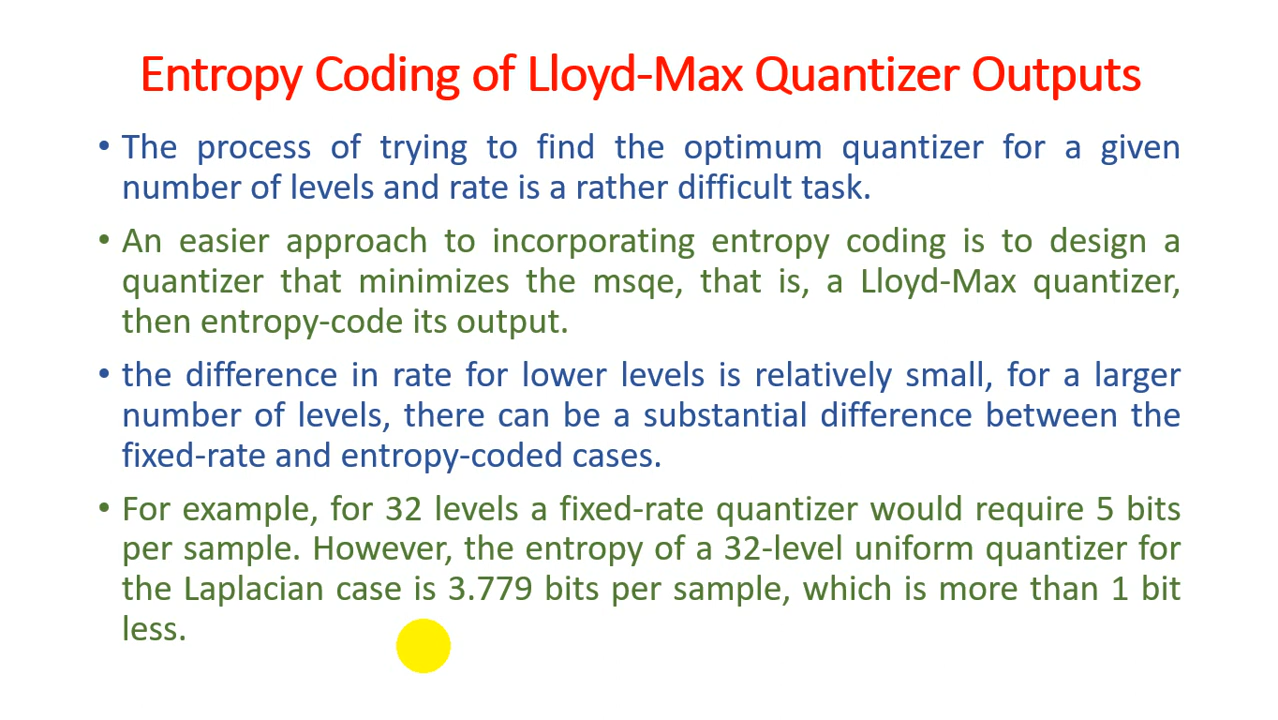 Entropy Coding of Lloyd-Max Quantizer Outputs
• The process of trying to find the optimum quantizer for a given
number of levels and rate is a rather difficult task.
• An easier approach to incorporating entropy coding is to design a
quantizer that minimizes the msqe, that is, a Lloyd-Max quantizer,
then entropy-code its output.
• the difference in rate for lower levels is relatively small, for a larger
number of levels, there can be a substantial difference between the
fixed-rate and entropy-coded cases.
• For example, for 32 levels a fixed-rate quantizer would require 5 bits
per sample. However, the entropy of a 32-level uniform quantizer for
the Laplacian case is 3.779 bits per sample, which is more than 1 bit
less.